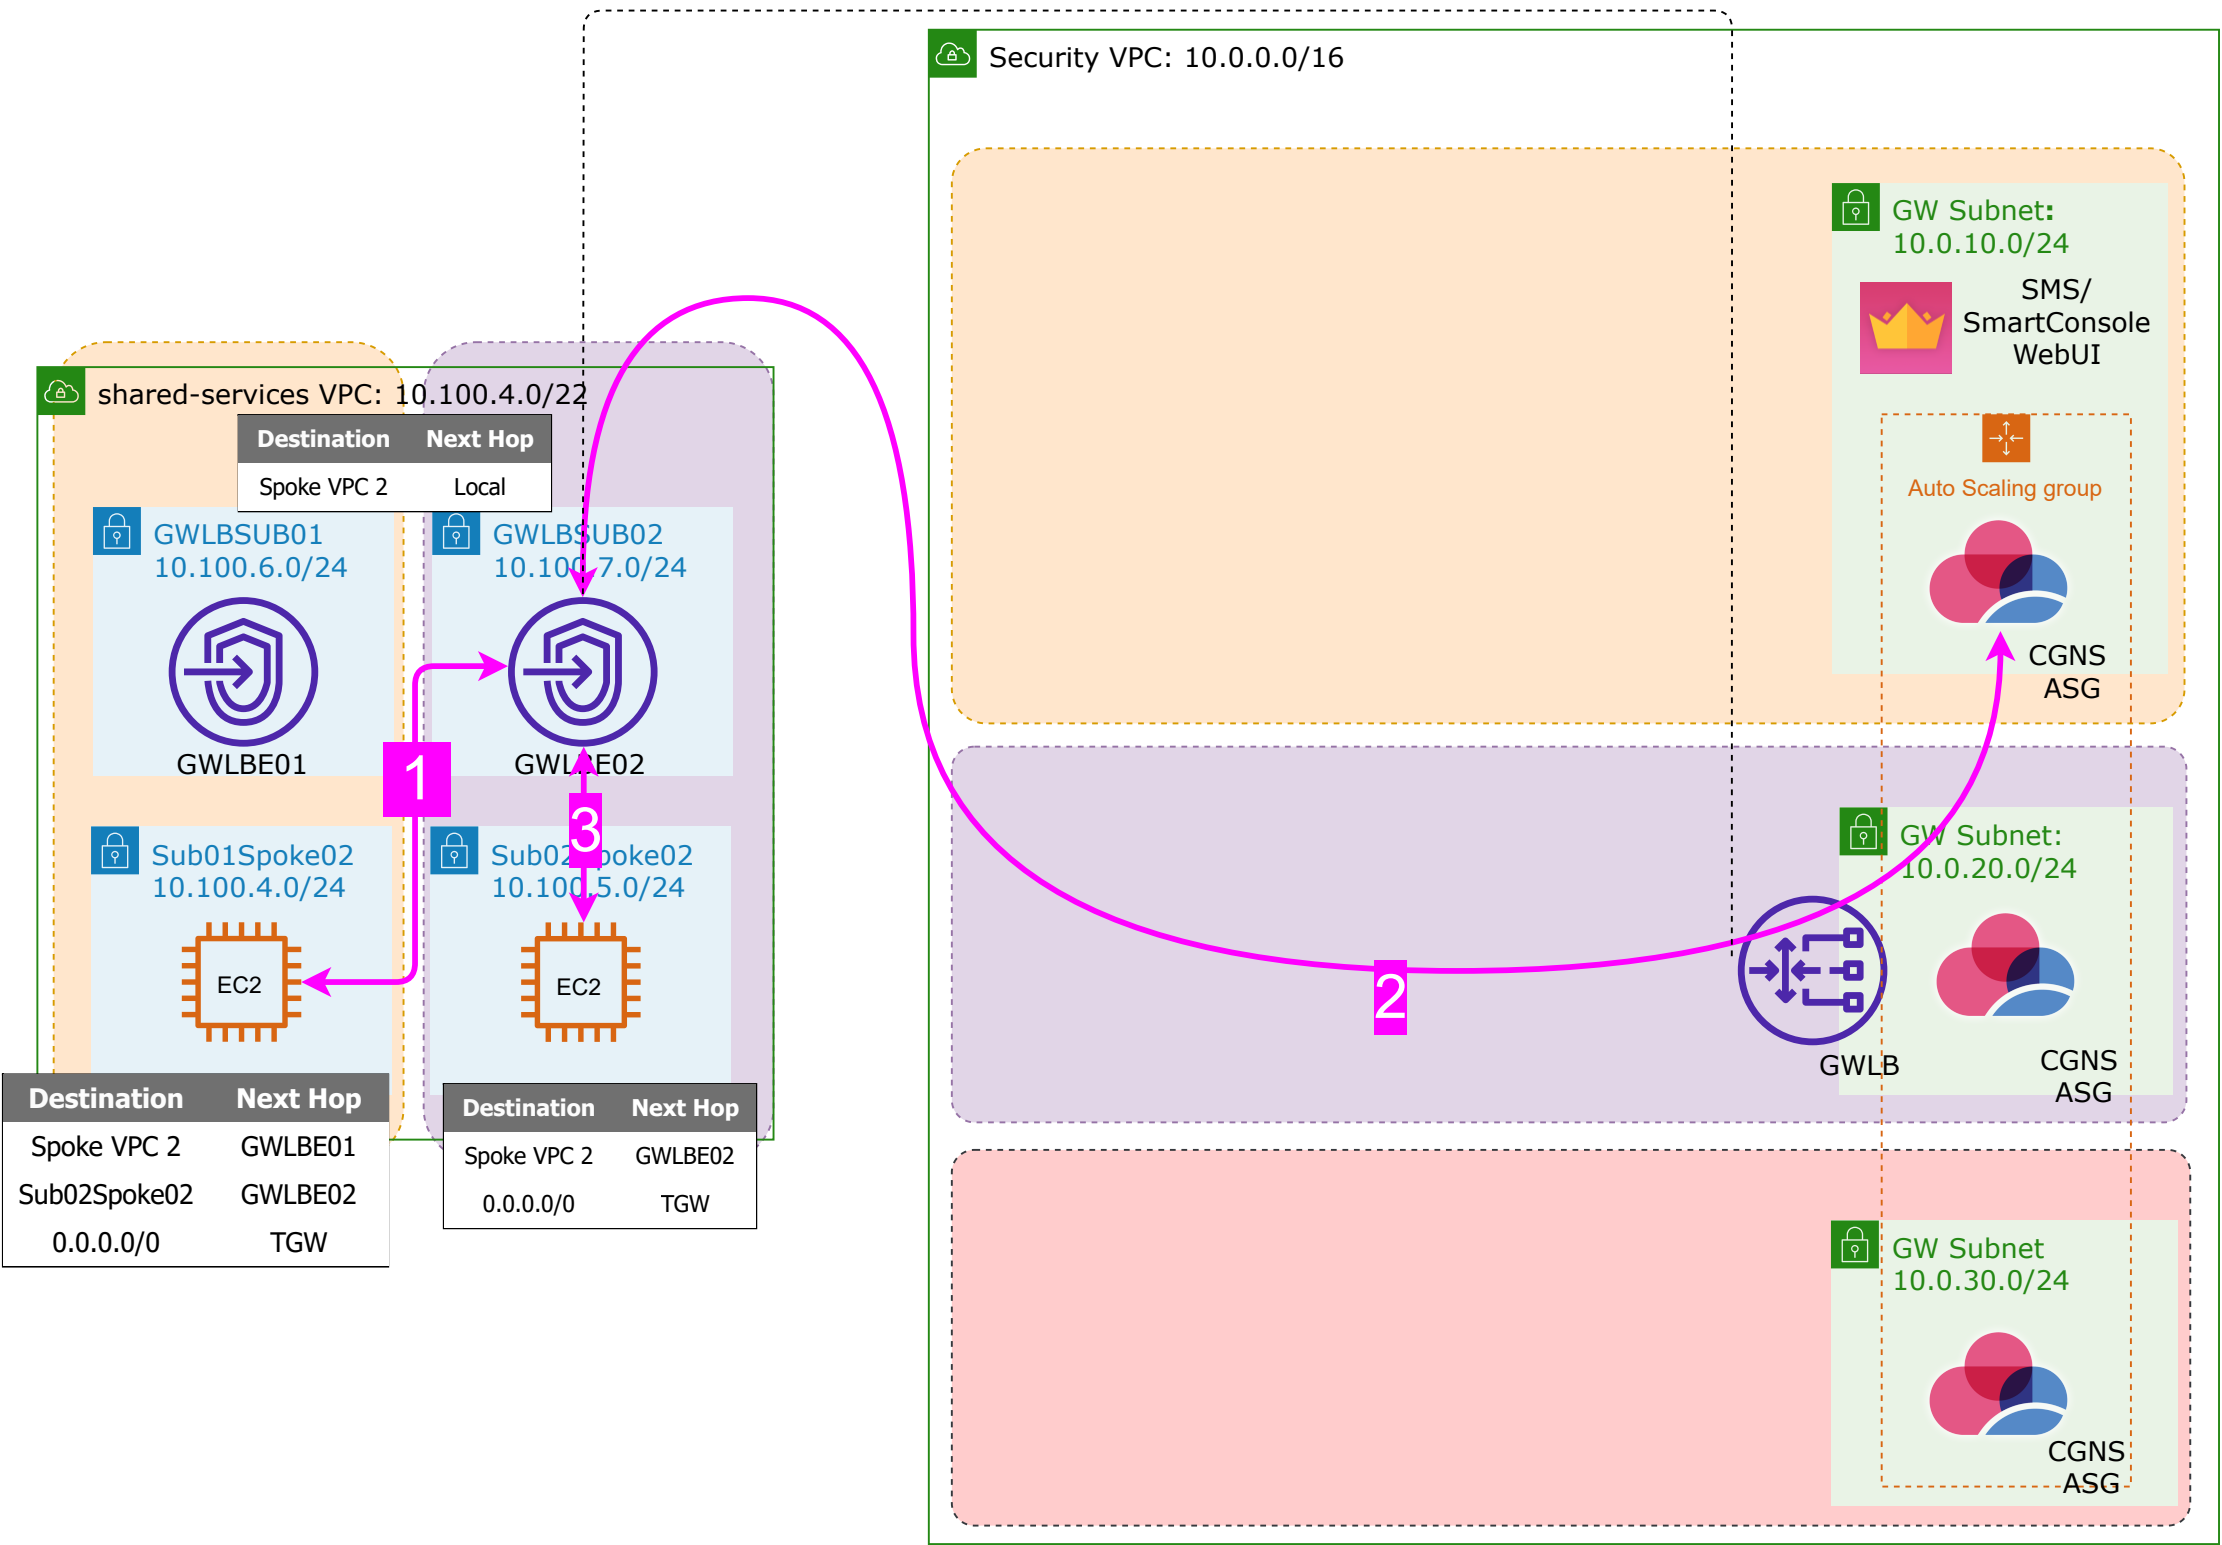 Security VPC: 10.0.0.0/16
GW Subnet:
10.0.10.0/24
SMS/
SmartConsole
WebUI
Auto Scaling group
CGNS
ASG
shared-services VPC: 10.100.4.0/22
Destination Next Hop
Spoke VPC 2 Local
GWLBSUB01
10.100.6.0/24
GWLBE01
GWLBSUB02
10.100.7.0/24
GWLBE02
1
3
2
Sub01Spoke02
10.100.4.0/24
EC2
Sub02Spoke02
10.100.5.0/24
EC2
GW Subnet:
10.0.20.0/24
GWLB
CGNS
ASG
Destination Next Hop
Spoke VPC 2 GWLBE01
Sub02Spoke02 GWLBE02
0.0.0.0/0 TGW
Destination Next Hop
Spoke VPC 2 GWLBE02
0.0.0.0/0 TGW
GW Subnet
10.0.30.0/24
CGNS
ASG